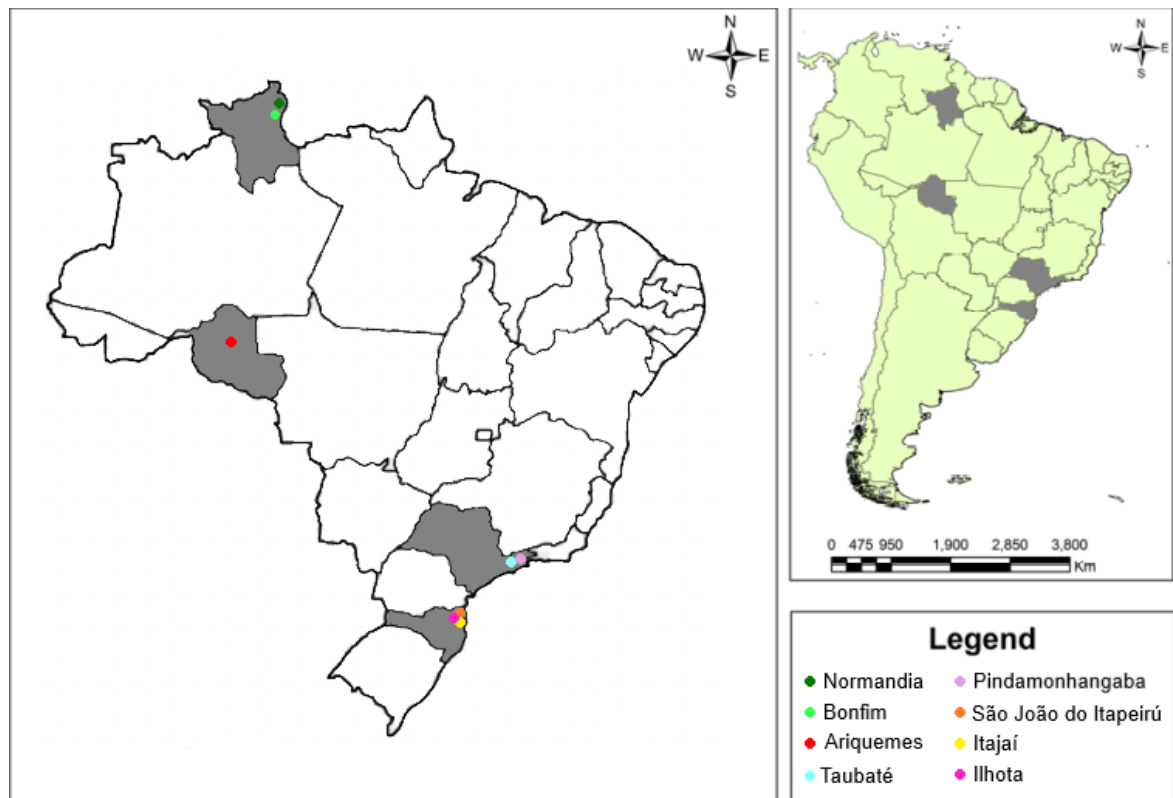 N
W E
S
N
W E
S
0 475 950 1,900 2,850 3,800
Km
Legend
Normandia
Bonfim
Ariquemes
Taubaté
Pindamonhangaba
São João do Itapeirú
Itajaí
Ilhota